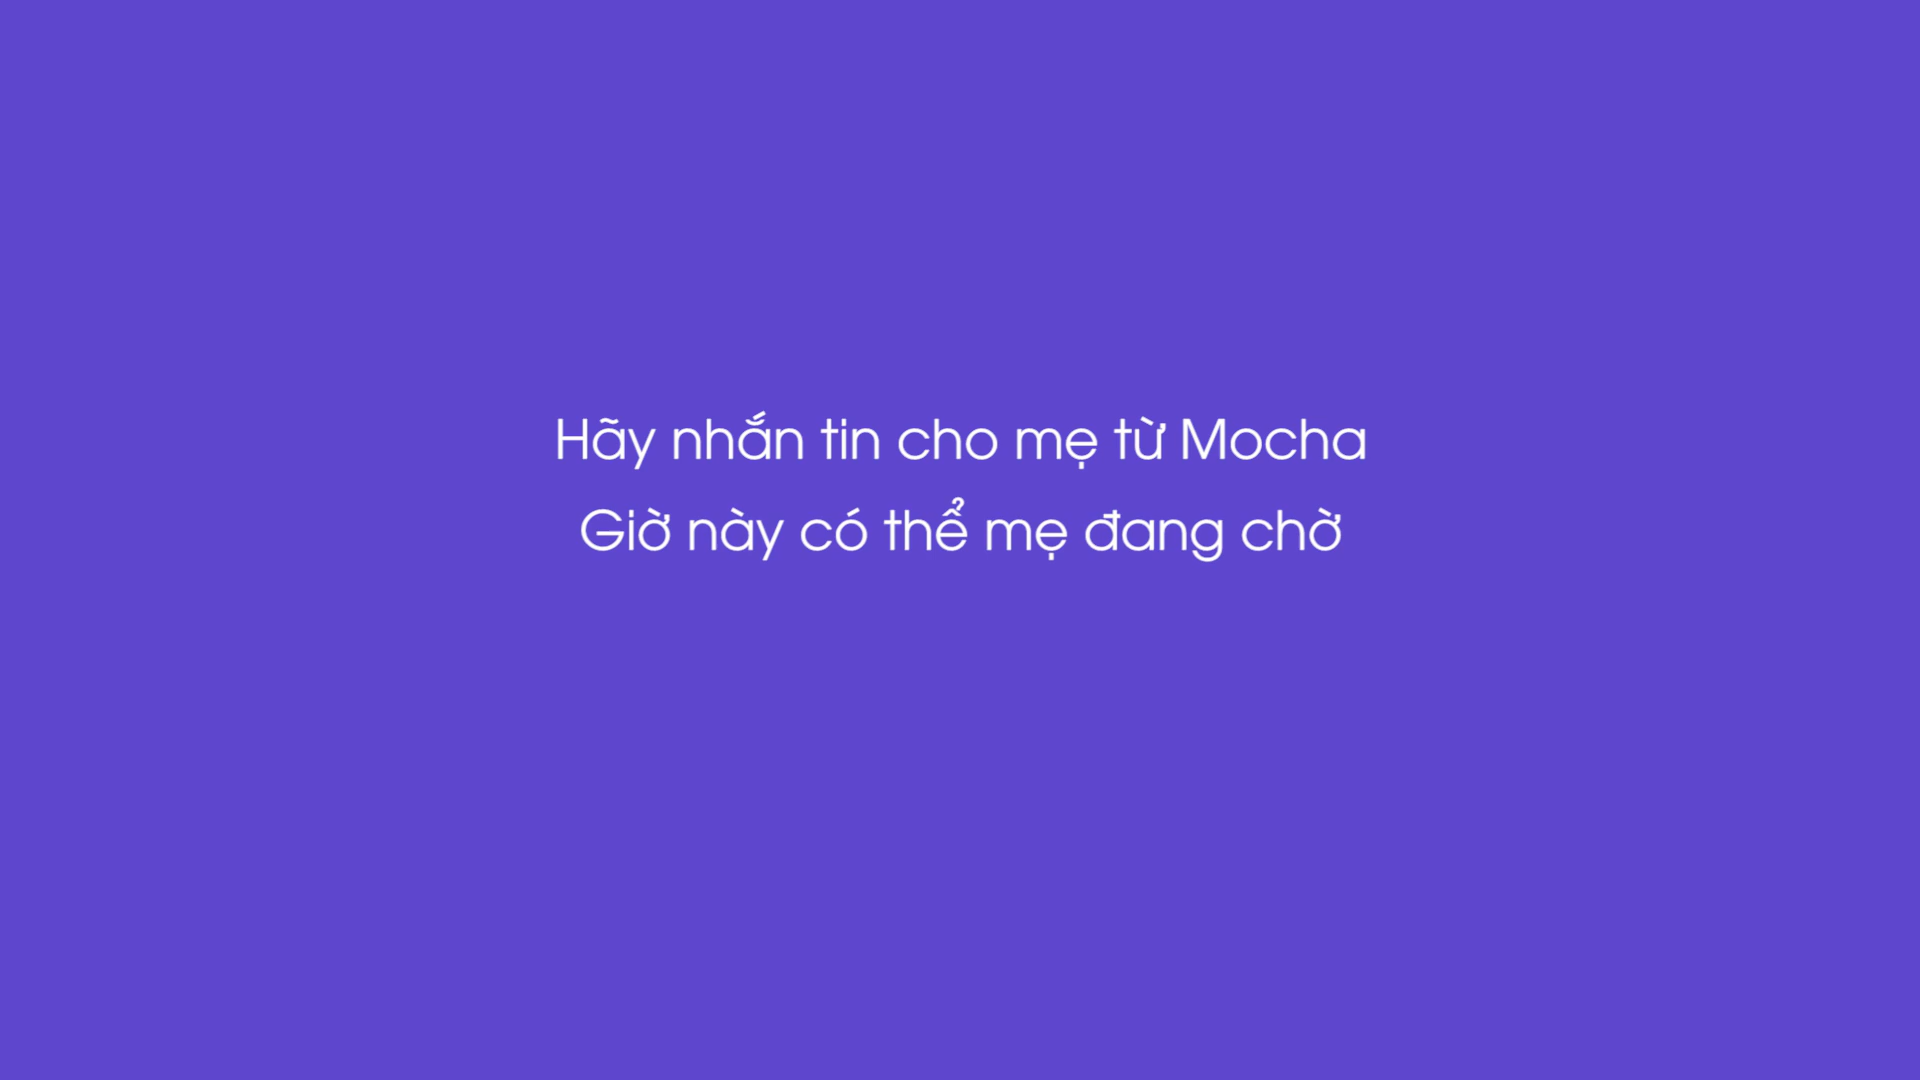 Hãy nhắn tin cho mẹ từ Mocha
Giờ này có thể mẹ đang chờ